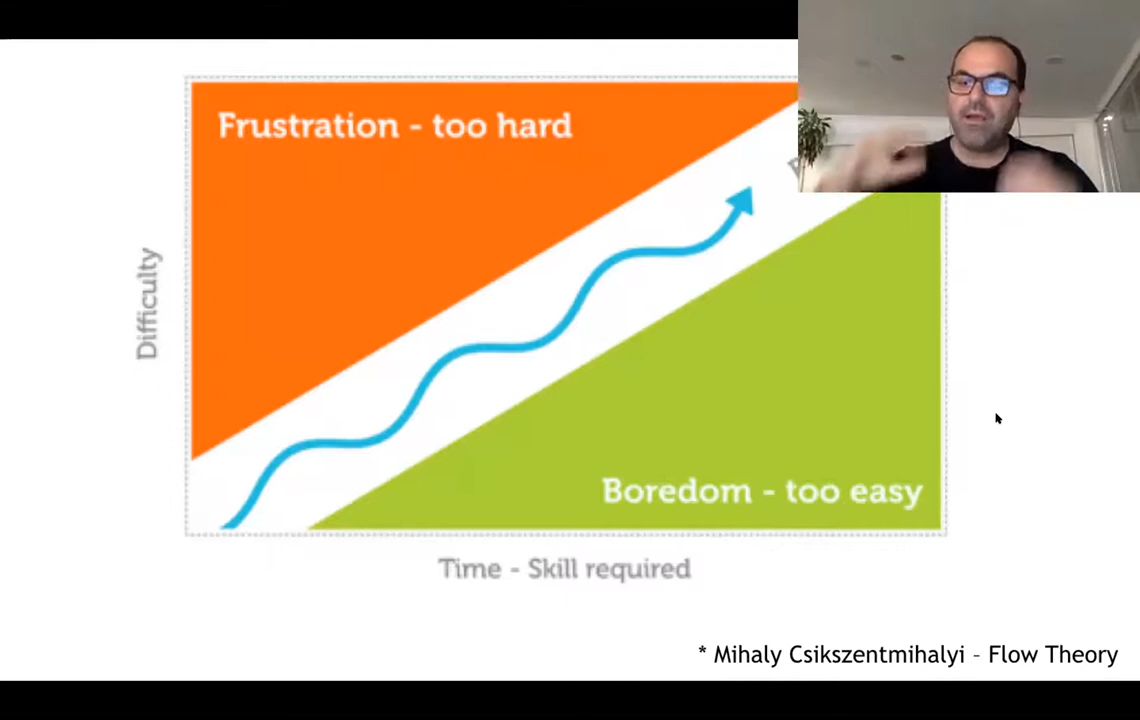 Frustration - too hard
Difficulty
Boredom - too easy
Time - Skill required
* Mihaly Csikszentmihalyi – Flow Theory